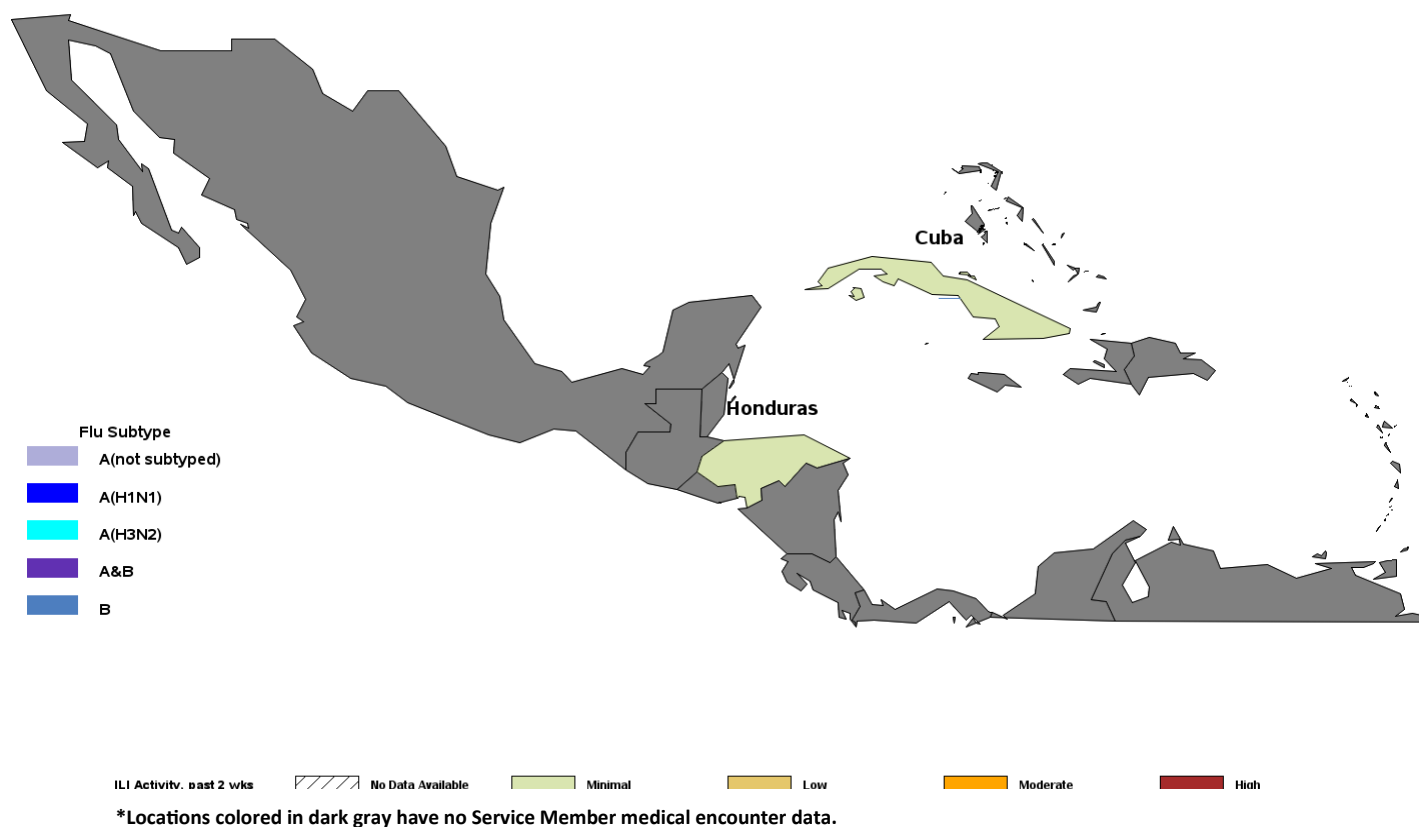 Cuba
Honduras
Flu Subtype
A(not subtyped)
A(H1N1)
A(H3N2)
A&B
B
ILI Activity, past 2 wks No Data Available Minimal Low Moderate High
*Locations colored in dark gray have no Service Member medical encounter data.